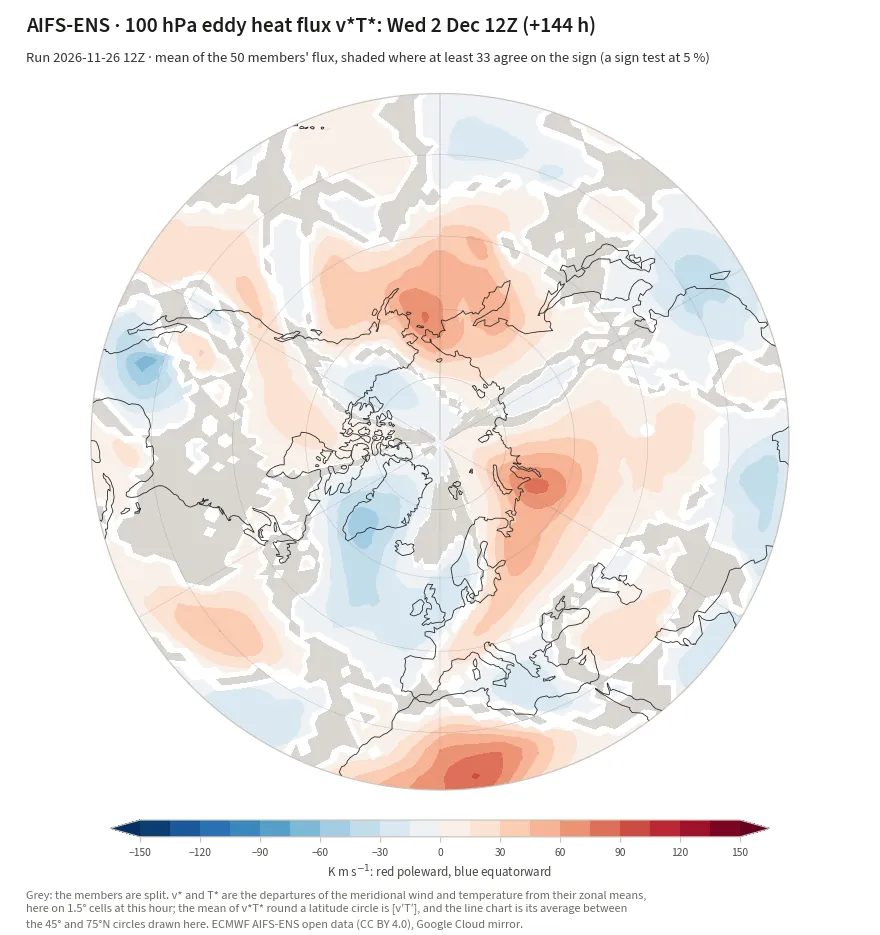 AIFS-ENS · 100 hPa eddy heat flux v*T*: Wed 2 Dec 12Z (+144 h)
Run 2026-11-26 12Z · mean of the 50 members' flux, shaded where at least 33 agree on the sign (a sign test at 5 %)
−150 −120 −90 −60 −30 0 30 60 90 120 150
K m s⁻¹: red poleward, blue equatorward
Grey: the members are split. v* and T* are the departures of the meridional wind and temperature from their zonal means,
here on 1.5° cells at this hour; the mean of v*T* round a latitude circle is [v′T′], and the line chart is its average between
the 45° and 75°N circles drawn here. ECMWF AIFS-ENS open data (CC BY 4.0), Google Cloud mirror.